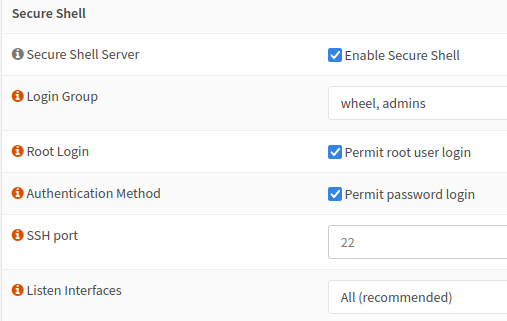 Secure Shell
Secure Shell Server
Enable Secure Shell
Login Group
wheel, admins
Root Login
Permit root user login
Authentication Method
Permit password login
SSH port
22
Listen Interfaces
All (recommended)